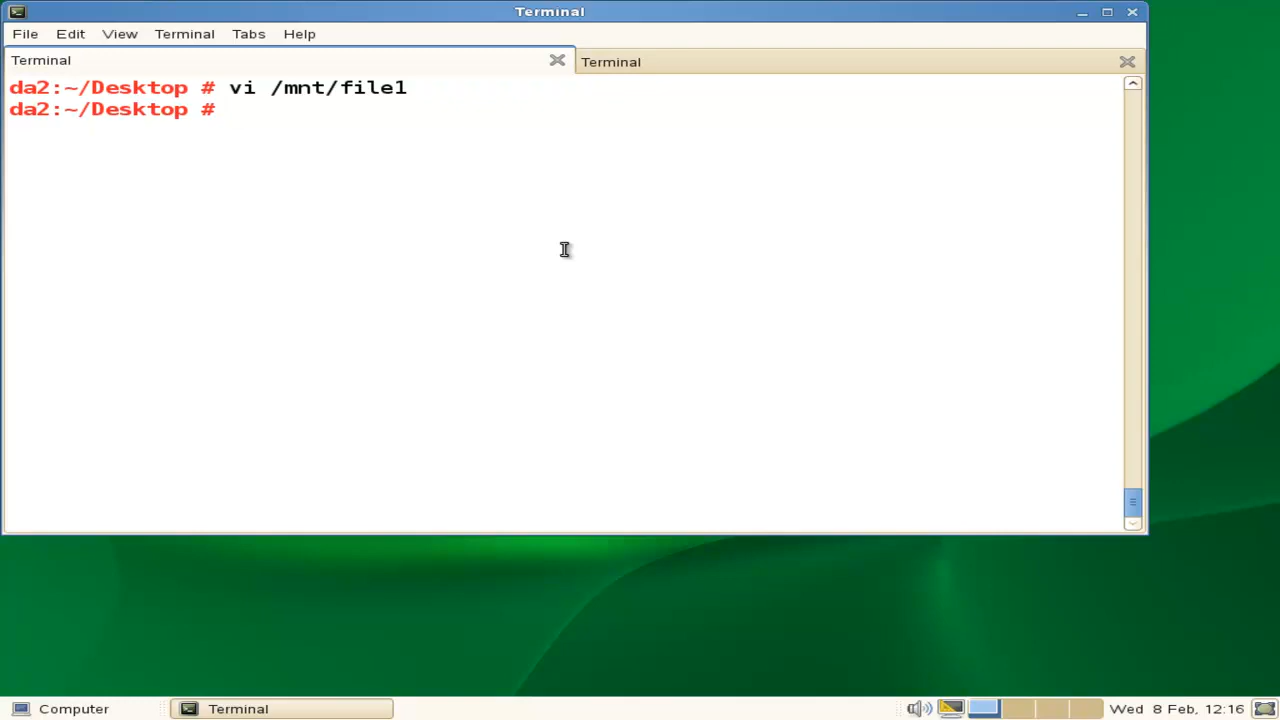 Terminal
File Edit View Terminal Tabs Help
Terminal Terminal
da2:~/Desktop # vi /mnt/file1
da2:~/Desktop #
Computer Terminal Wed 8 Feb, 12:16